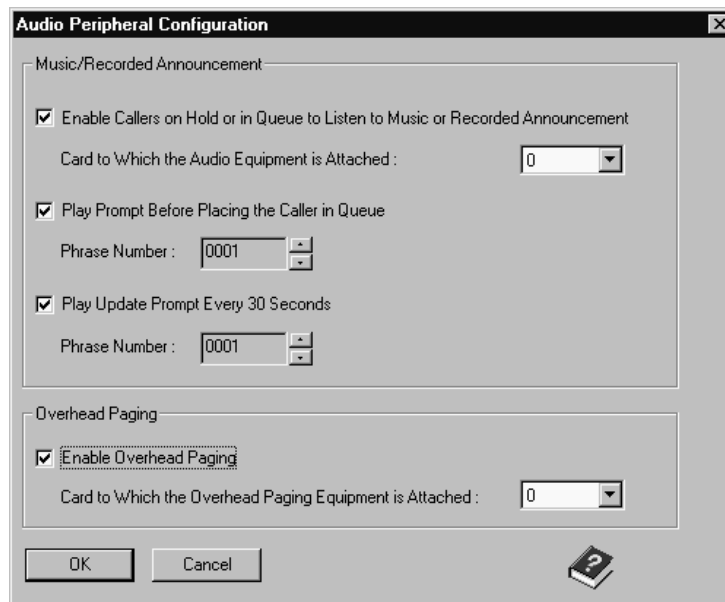 Audio Peripheral Configuration
Music/Recorded Announcement
Enable Callers on Hold or in Queue to Listen to Music or Recorded Announcement
Card to Which the Audio Equipment is Attached : 0
Play Prompt Before Placing the Caller in Queue
Phrase Number : 0001
Play Update Prompt Every 30 Seconds
Phrase Number : 0001
Overhead Paging
Enable Overhead Paging
Card to Which the Overhead Paging Equipment is Attached : 0
OK Cancel ?